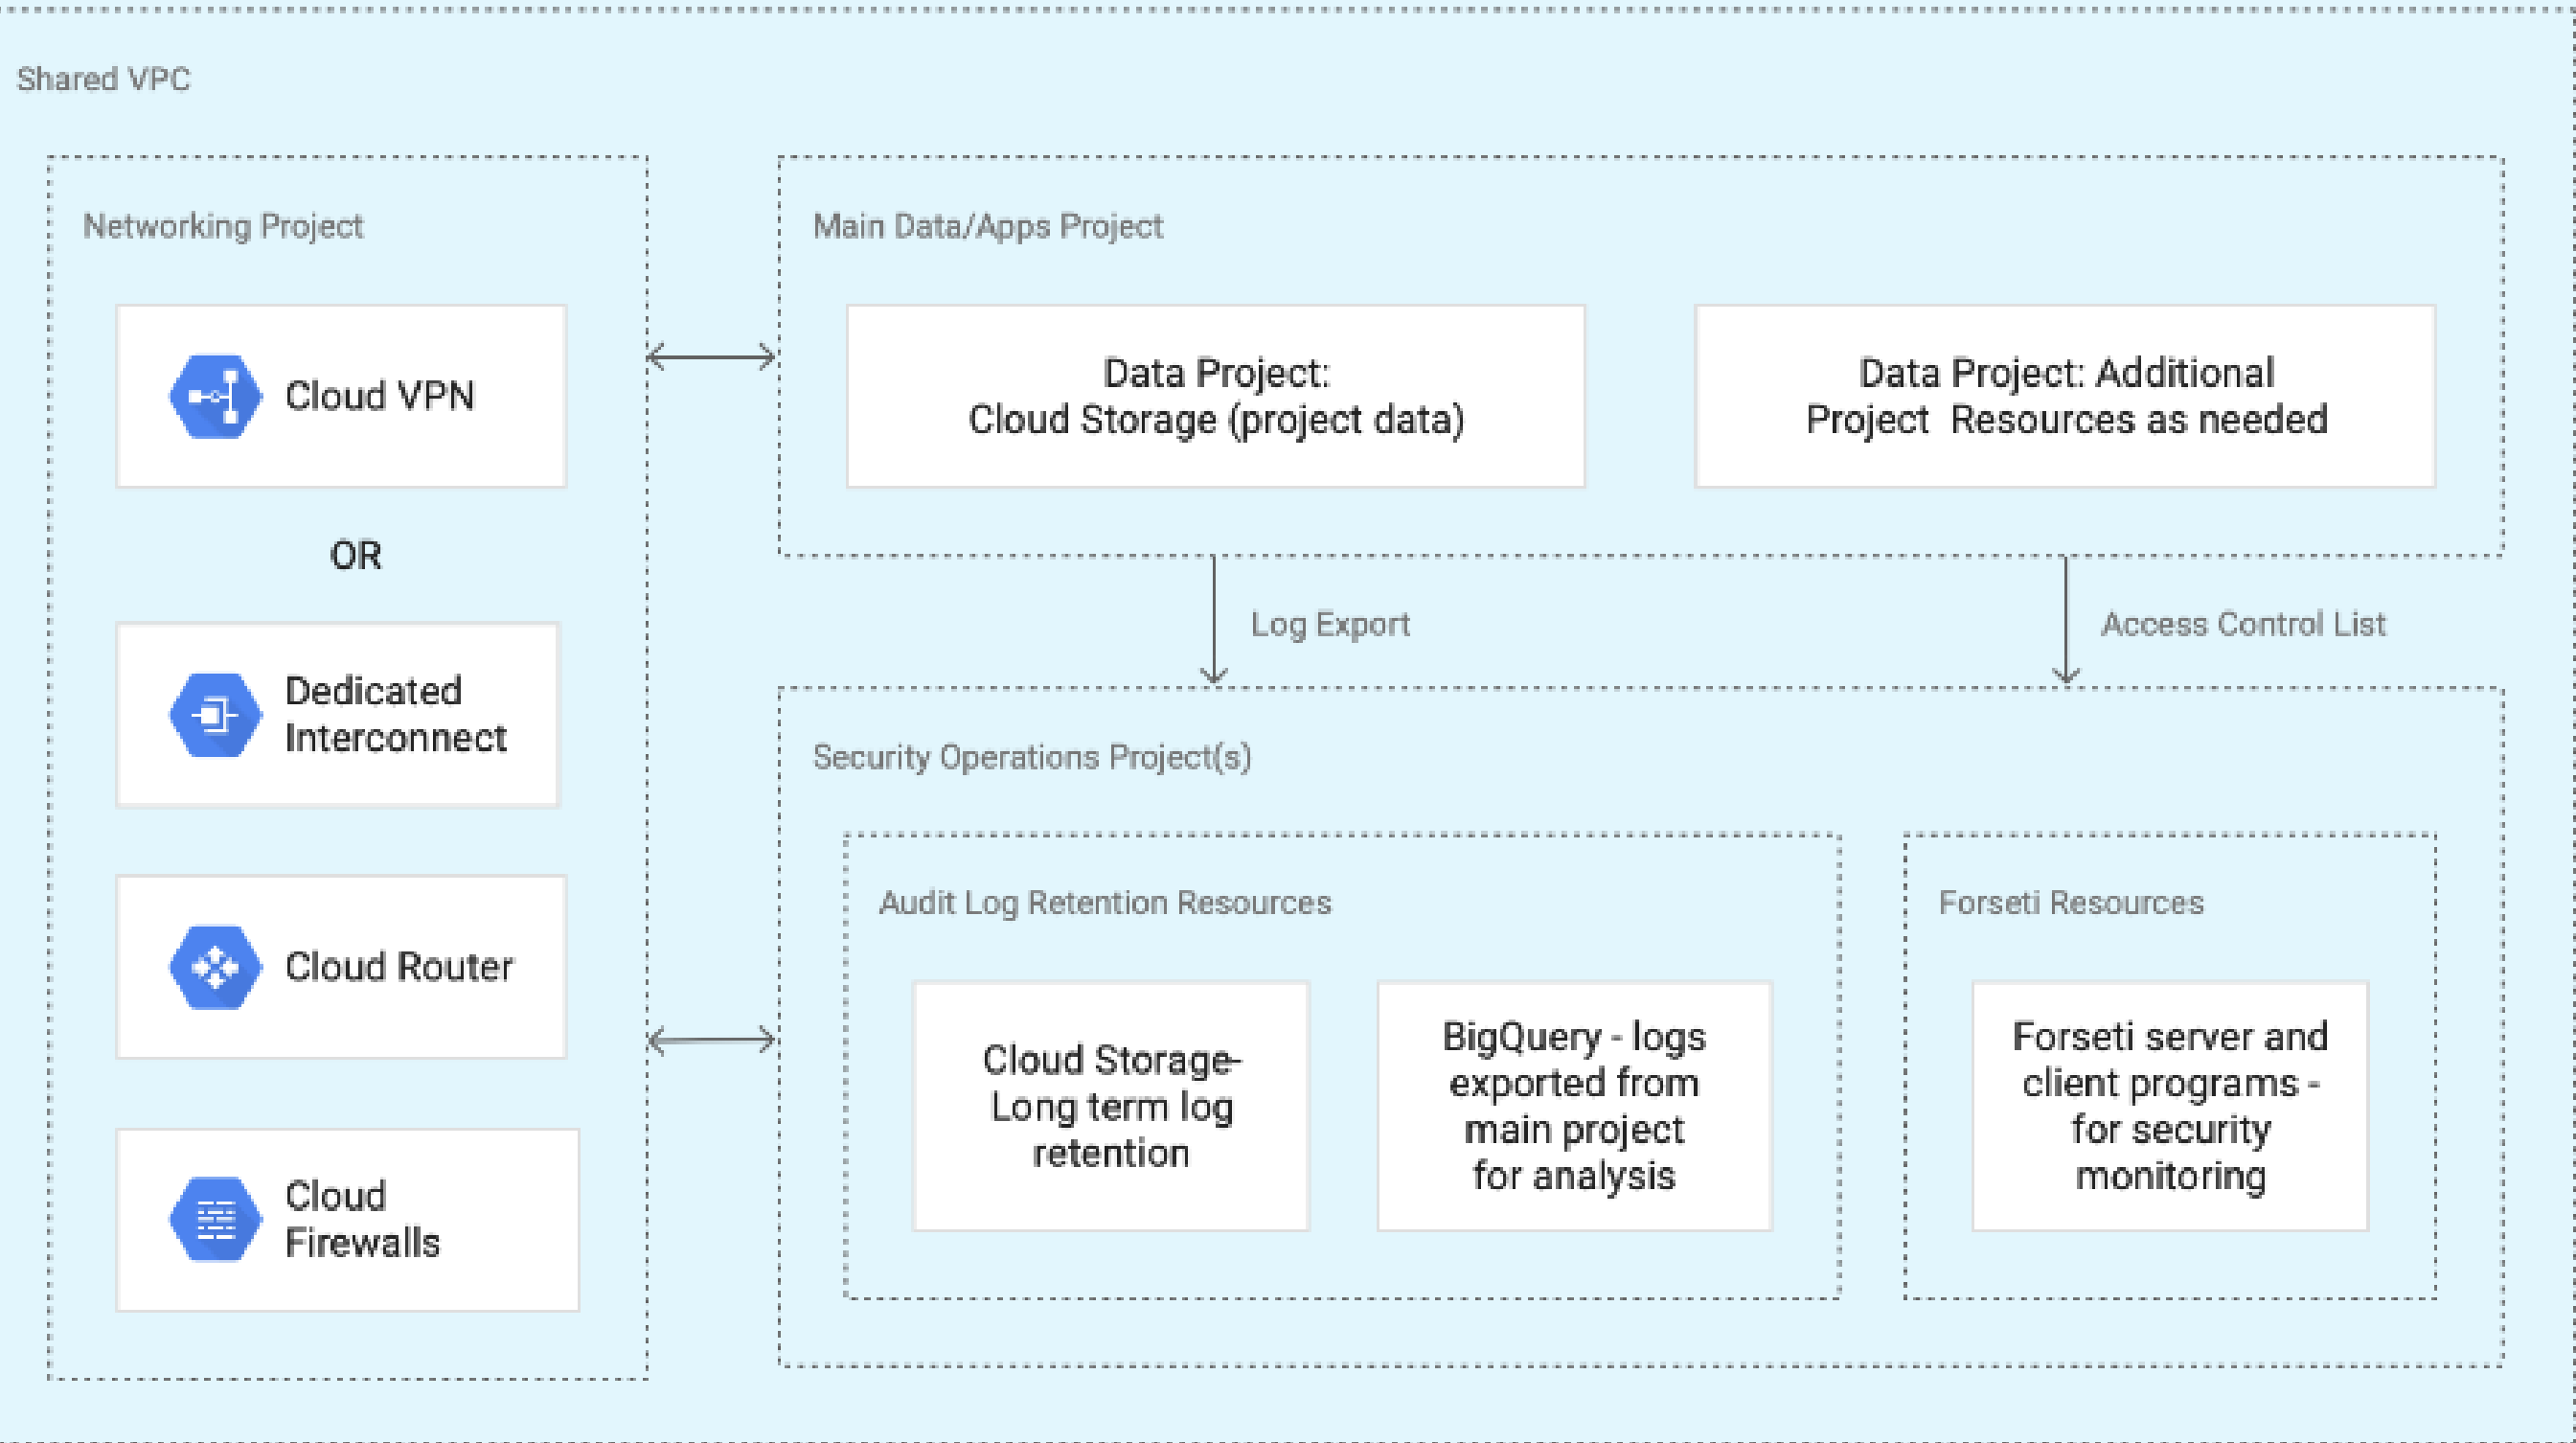 Shared VPC
Networking Project
Cloud VPN
OR
Dedicated
Interconnect
Cloud Router
Cloud
Firewalls
Main Data/Apps Project
Data Project:
Cloud Storage (project data)
Data Project: Additional
Project Resources as needed
Log Export
Access Control List
Security Operations Project(s)
Audit Log Retention Resources
Cloud Storage-
Long term log
retention
BigQuery - logs
exported from
main project
for analysis
Forseti Resources
Forseti server and
client programs -
for security
monitoring